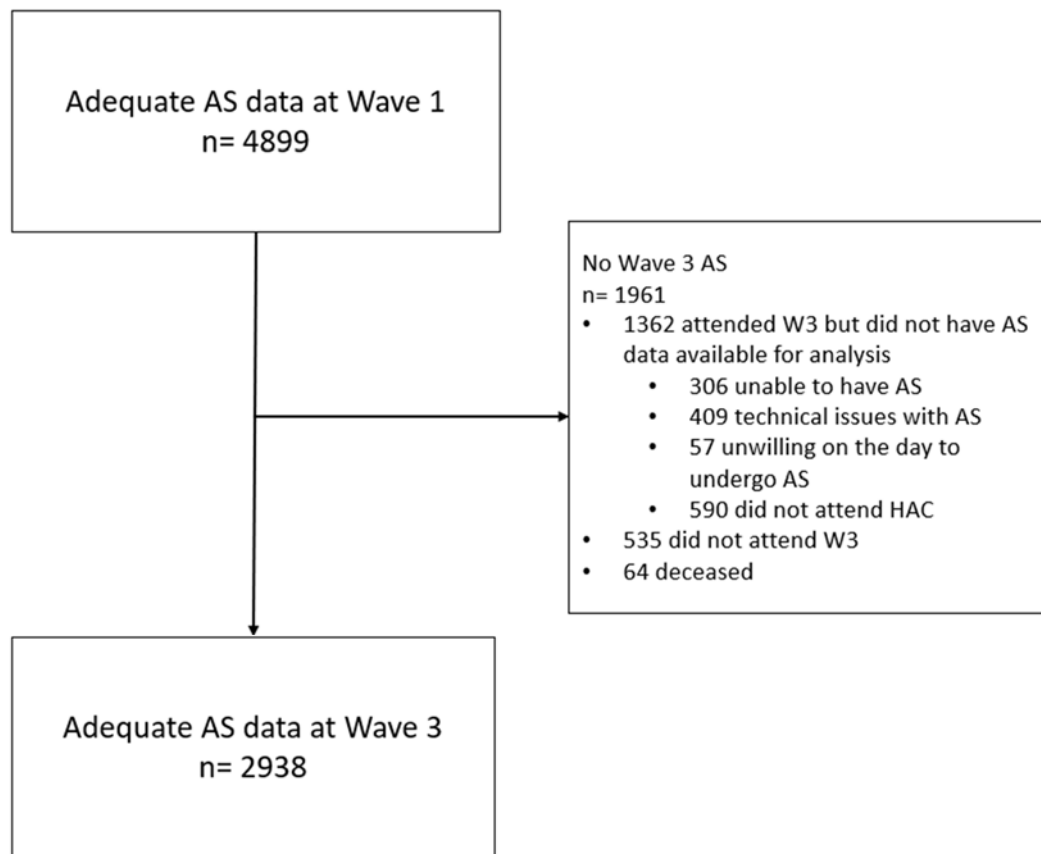 Adequate AS data at Wave 1
n= 4899
No Wave 3 AS
n= 1961
• 1362 attended W3 but did not have AS
data available for analysis
• 306 unable to have AS
• 409 technical issues with AS
• 57 unwilling on the day to
undergo AS
• 590 did not attend HAC
• 535 did not attend W3
• 64 deceased
Adequate AS data at Wave 3
n= 2938